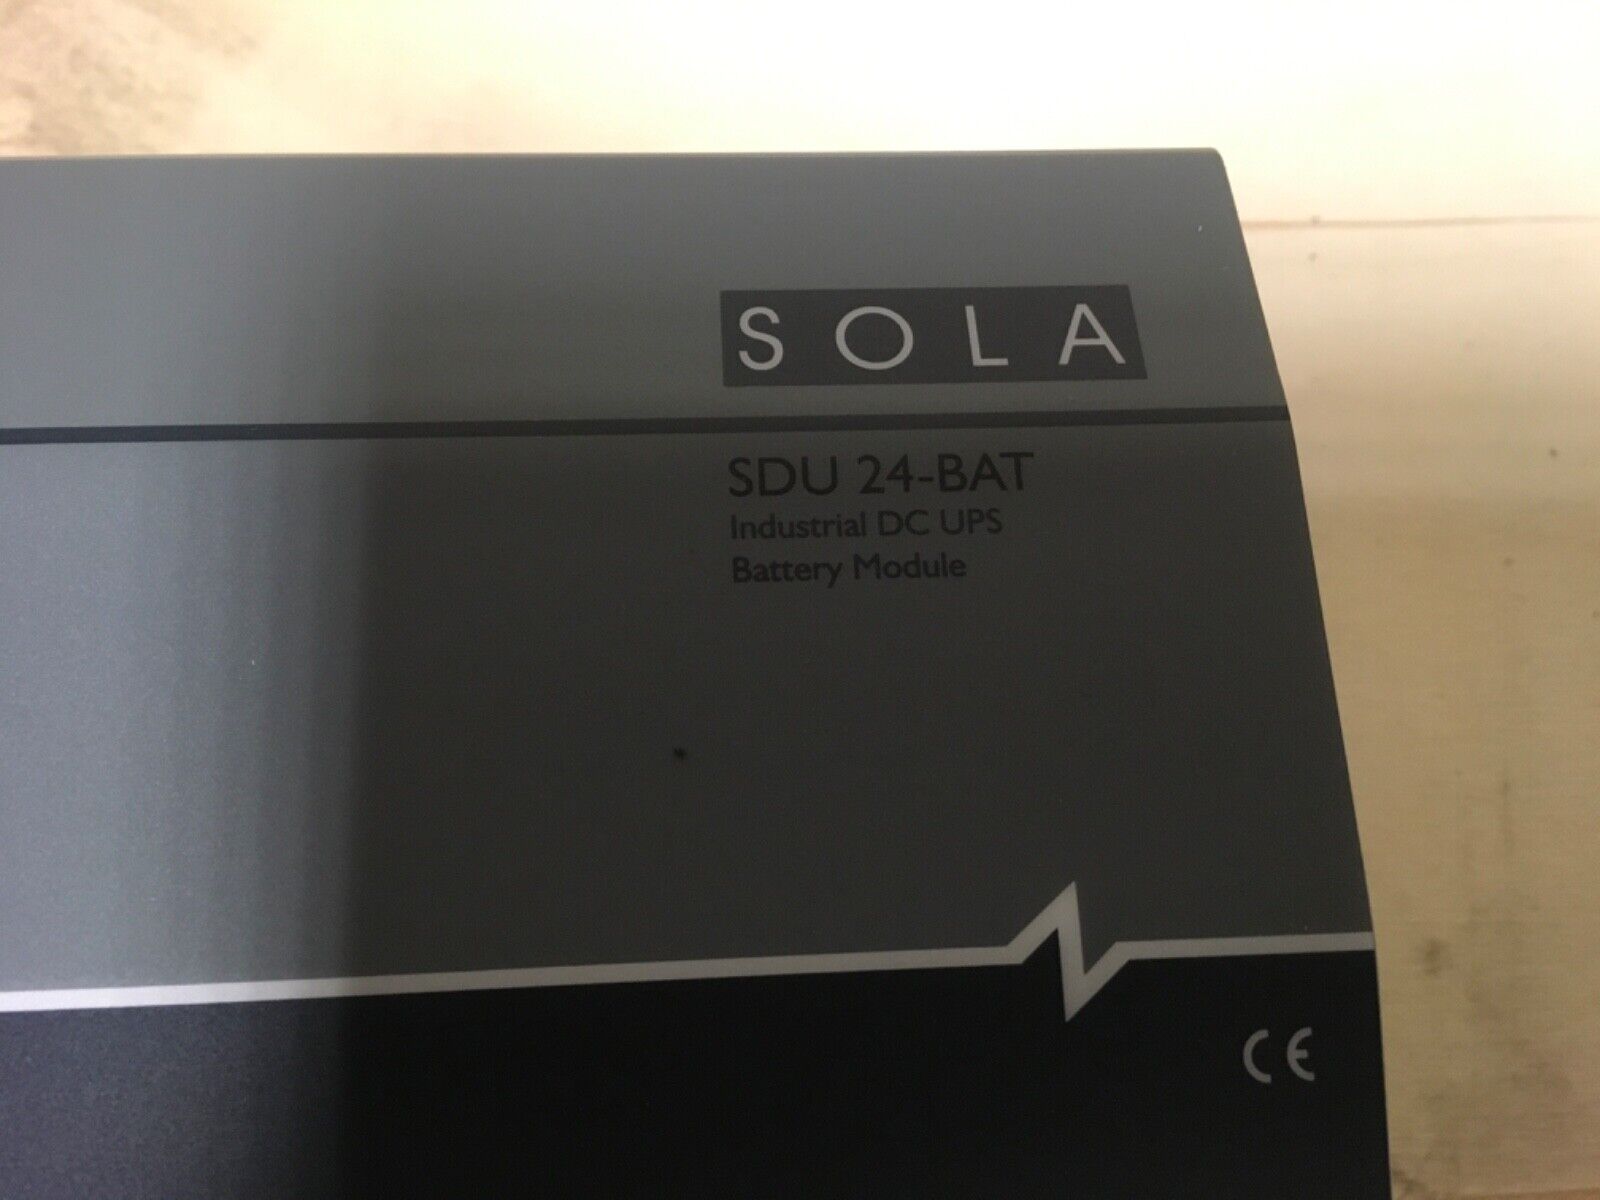 SOLA
SDU 24-BAT
Industrial DC UPS
Battery Module
CE